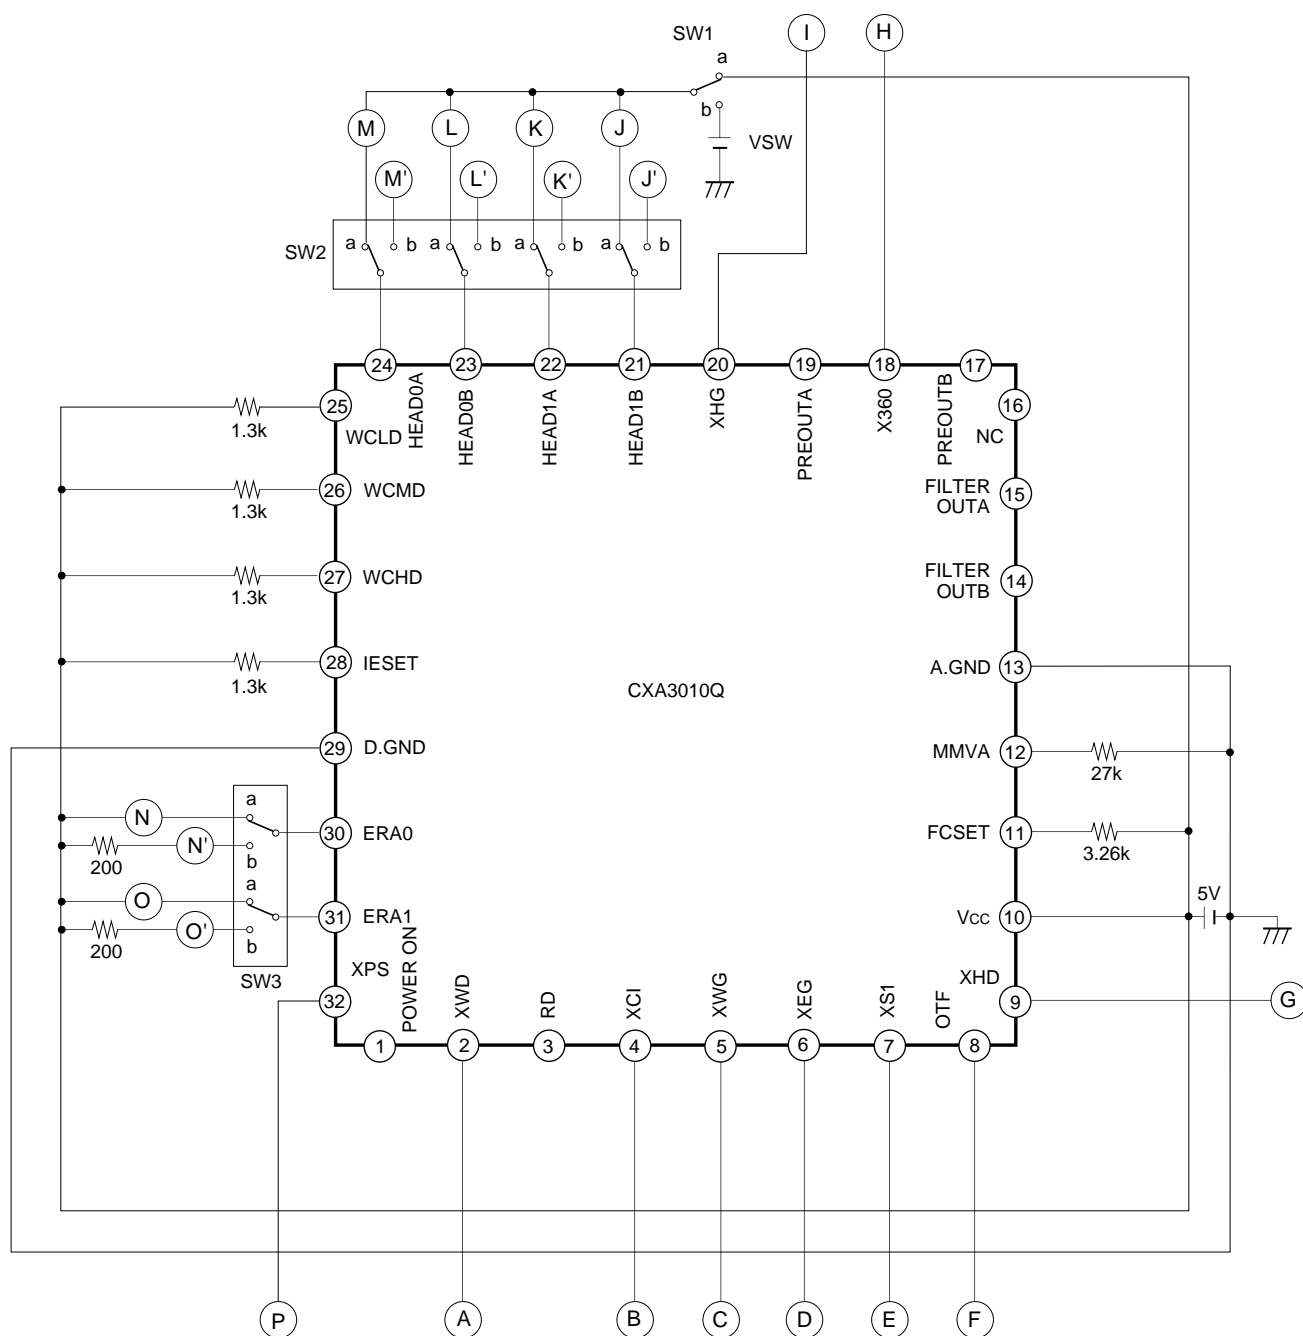 SW1
I
H
a
b
VSW
M
L
K
J
M'
L'
K'
J'
SW2
a b a b a b a b
24 23 22 21 20 19 18 17
HEAD0A
HEAD0B
HEAD1A
HEAD1B
XHG
PREOUTA
X360
PREOUTB
25
1.3k
WCLD
16
NC
26
1.3k
WCMD
FILTER
OUTA
15
27
1.3k
WCHD
FILTER
OUTB
14
28
1.3k
IESET
A.GND
13
CXA3010Q
29
D.GND
MMVA
12
27k
N
a
30
ERA0
FCSET
11
3.26k
200
N'
b
O
a
31
ERA1
Vcc
10
5V
200
O'
b
SW3
XPS
32
XHD
9
G
POWER ON
XWD
RD
XCI
XWG
XEG
XS1
OTF
1 2 3 4 5 6 7 8
P A B C D E F